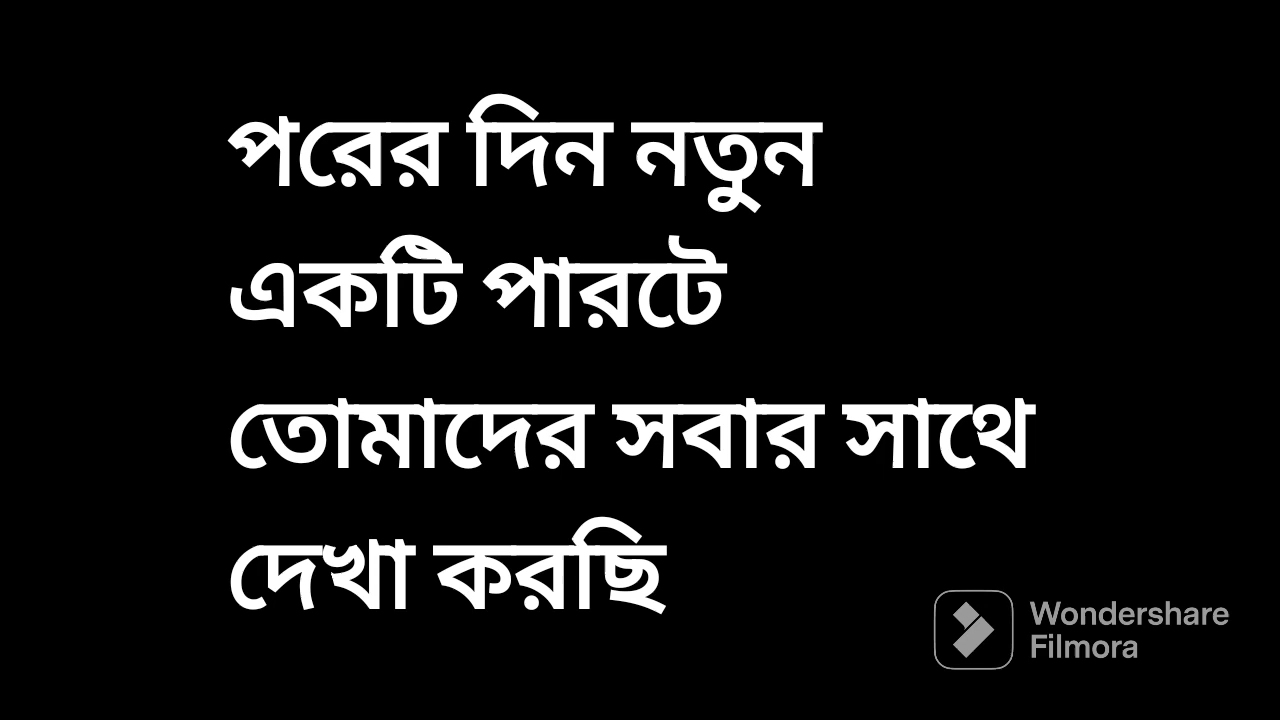 পরের দিন নতুন
একটি পারটে
তোমাদের সবার সাথে
দেখা করছি
Wondershare
Filmora